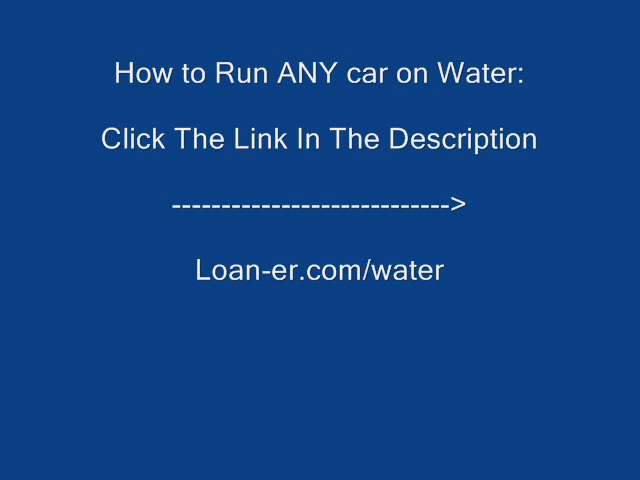 How to Run ANY car on Water:
Click The Link In The Description
---------------------------->
Loan-er.com/water